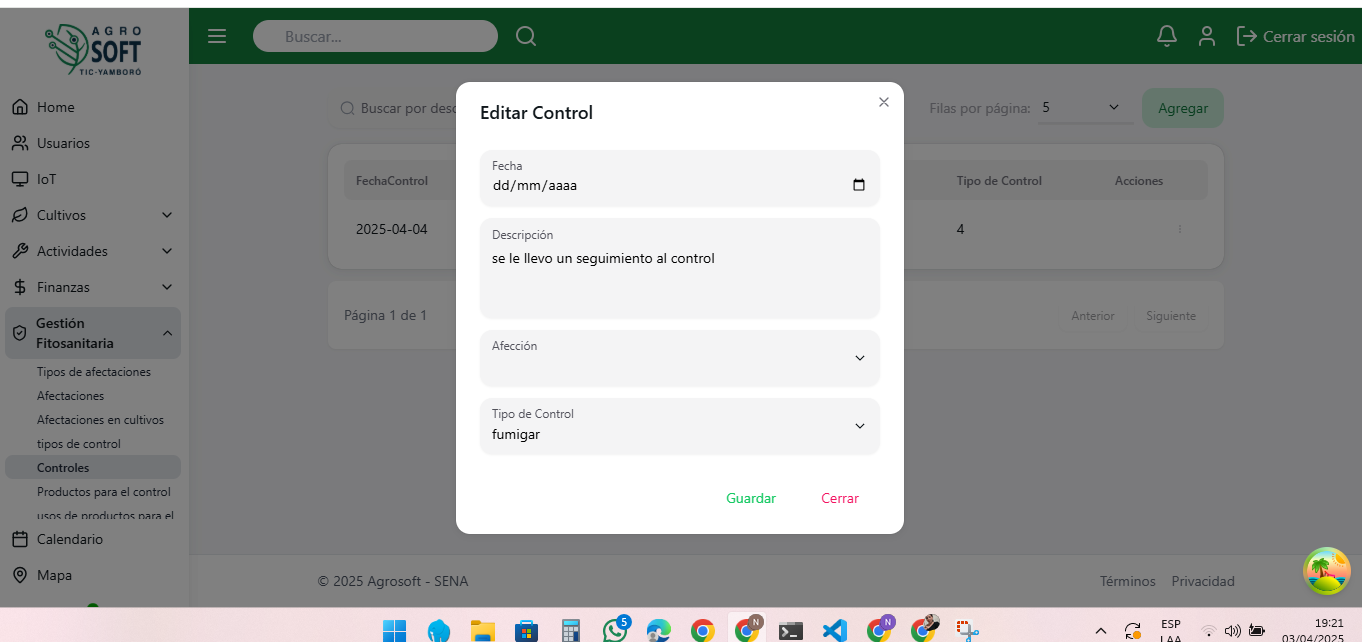 AGRO
SOFT
TIC-YAMBORÓ
Buscar...
Cerrar sesión
Home
Usuarios
IoT
Cultivos
Actividades
Finanzas
Gestión
Fitosanitaria
Tipos de afectaciones
Afectaciones
Afectaciones en cultivos
tipos de control
Controles
Productos para el control
usos de productos para el
Calendario
Mapa
Buscar por desc
Filas por página: 5
Agregar
FechaControl
Tipo de Control
Acciones
2025-04-04
4
Página 1 de 1
Anterior
Siguiente
Editar Control
Fecha
dd/mm/aaaa
Descripción
se le llevo un seguimiento al control
Afección
Tipo de Control
fumigar
Guardar
Cerrar
© 2025 Agrosoft - SENA
Términos
Privacidad
5
N
N
ESP
LAA
19:21
03/04/2025